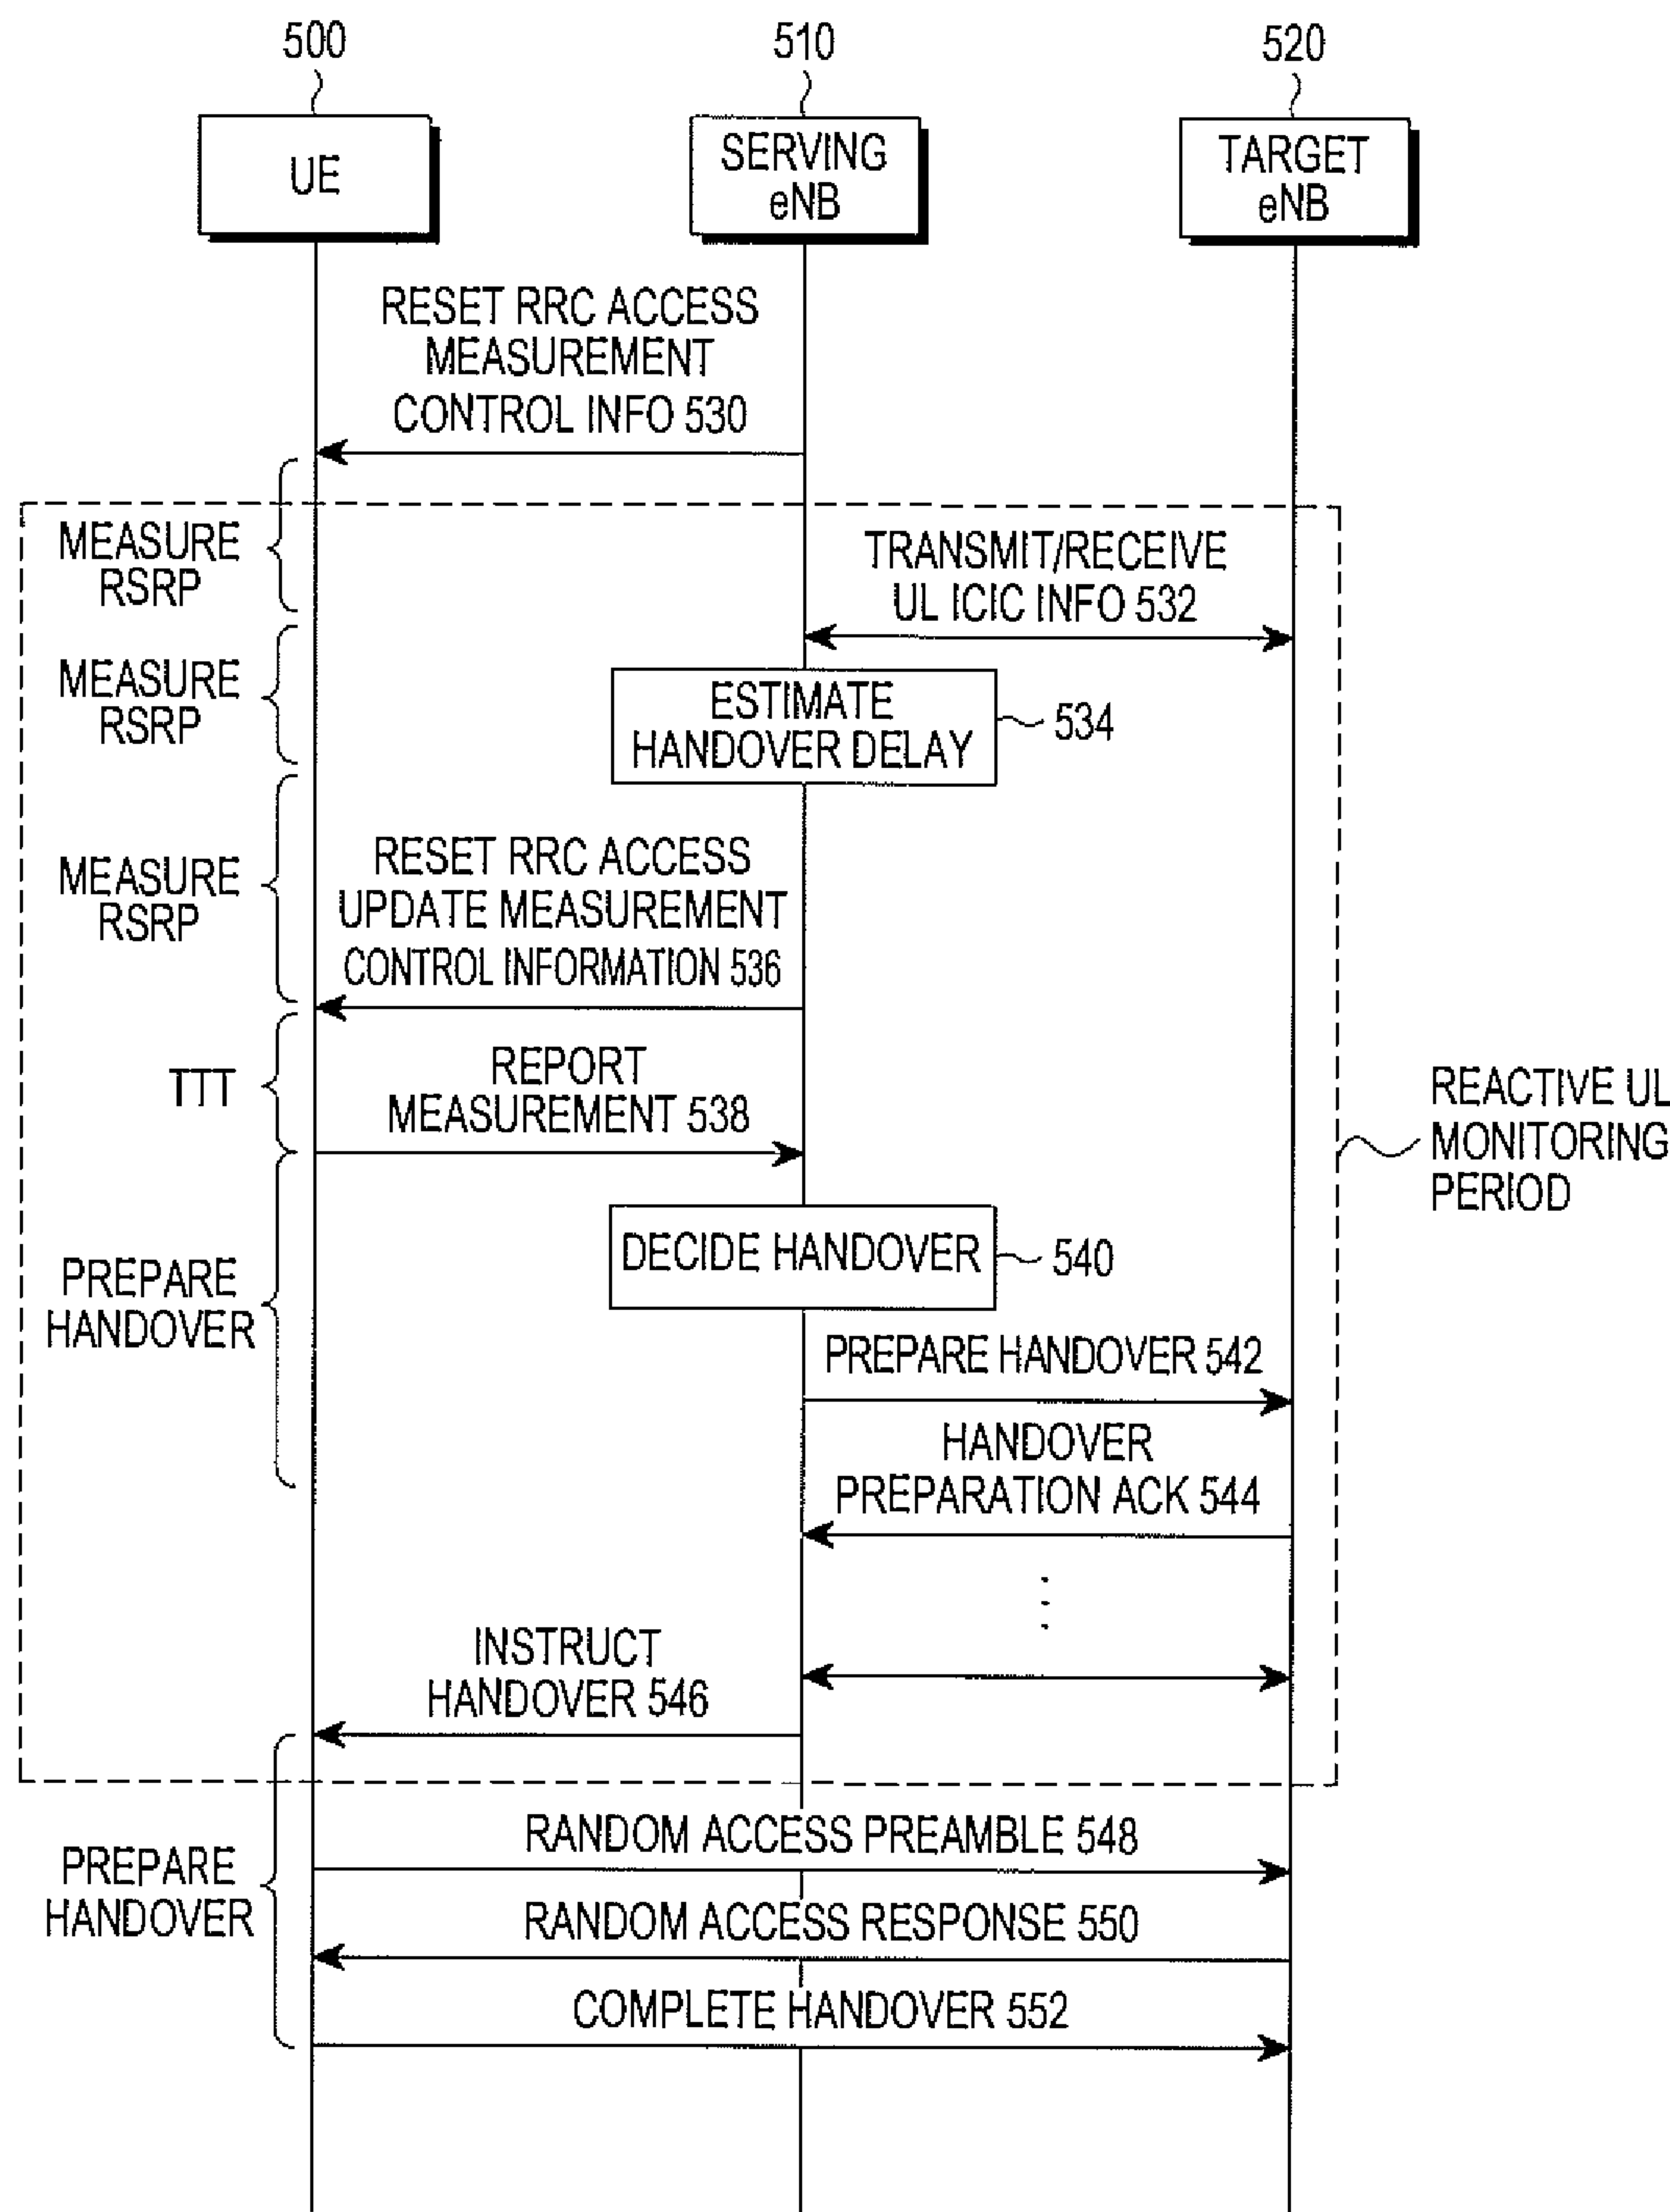 500
510
520
UE
SERVING
eNB
TARGET
eNB
RESET RRC ACCESS
MEASUREMENT
CONTROL INFO 530
MEASURE
RSRP
TRANSMIT/RECEIVE
UL ICIC INFO 532
MEASURE
RSRP
ESTIMATE
HANDOVER DELAY
534
MEASURE
RSRP
RESET RRC ACCESS
UPDATE MEASUREMENT
CONTROL INFORMATION 536
TTT
REPORT
MEASUREMENT 538
REACTIVE UL
MONITORING
PERIOD
DECIDE HANDOVER
540
PREPARE
HANDOVER
PREPARE HANDOVER 542
HANDOVER
PREPARATION ACK 544
INSTRUCT
HANDOVER 546
RANDOM ACCESS PREAMBLE 548
PREPARE
HANDOVER
RANDOM ACCESS RESPONSE 550
COMPLETE HANDOVER 552